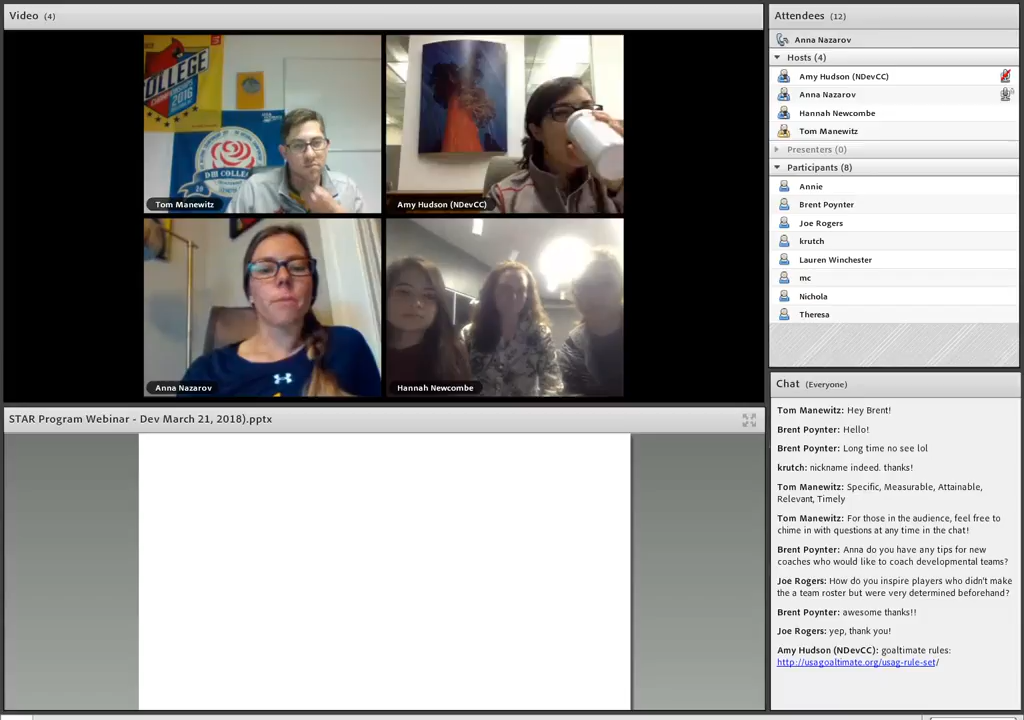 Video (4)
COLLEGE
CHAMPIONSHIPS
2016
D-III COLLEGE
Tom Manewitz
Amy Hudson (NDevCC)
Anna Nazarov
Hannah Newcombe
STAR Program Webinar - Dev March 21, 2018).pptx
Attendees (12)
Anna Nazarov
Hosts (4)
Amy Hudson (NDevCC)
Anna Nazarov
Hannah Newcombe
Tom Manewitz
Presenters (0)
Participants (8)
Annie
Brent Poynter
Joe Rogers
krutch
Lauren Winchester
mc
Nichola
Theresa
Chat (Everyone)
Tom Manewitz: Hey Brent!
Brent Poynter: Hello!
Brent Poynter: Long time no see lol
krutch: nickname indeed. thanks!
Tom Manewitz: Specific, Measurable, Attainable,
Relevant, Timely
Tom Manewitz: For those in the audience, feel free to
chime in with questions at any time in the chat!
Brent Poynter: Anna do you have any tips for new
coaches who would like to coach developmental teams?
Joe Rogers: How do you inspire players who didn't make
the a team roster but were very determined beforehand?
Brent Poynter: awesome thanks!!
Joe Rogers: yep, thank you!
Amy Hudson (NDevCC): goaltimate rules:
http://usagoaltimate.org/usag-rule-set/